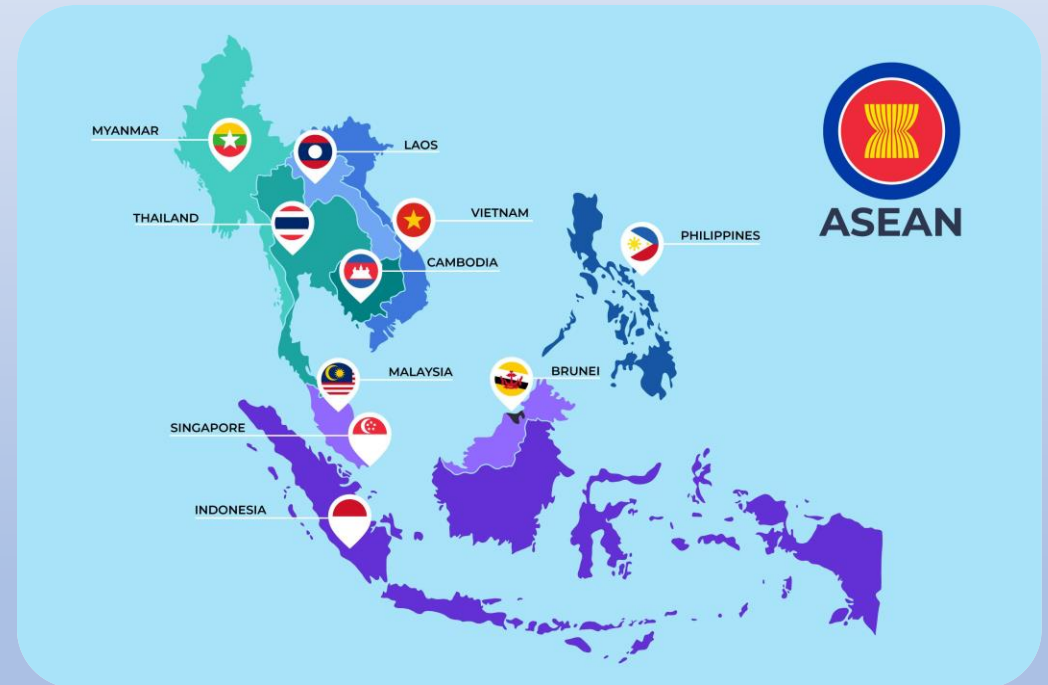 MYANMAR
LAOS
THAILAND
VIETNAM
CAMBODIA
PHILIPPINES
ASEAN
MALAYSIA
BRUNEI
SINGAPORE
INDONESIA